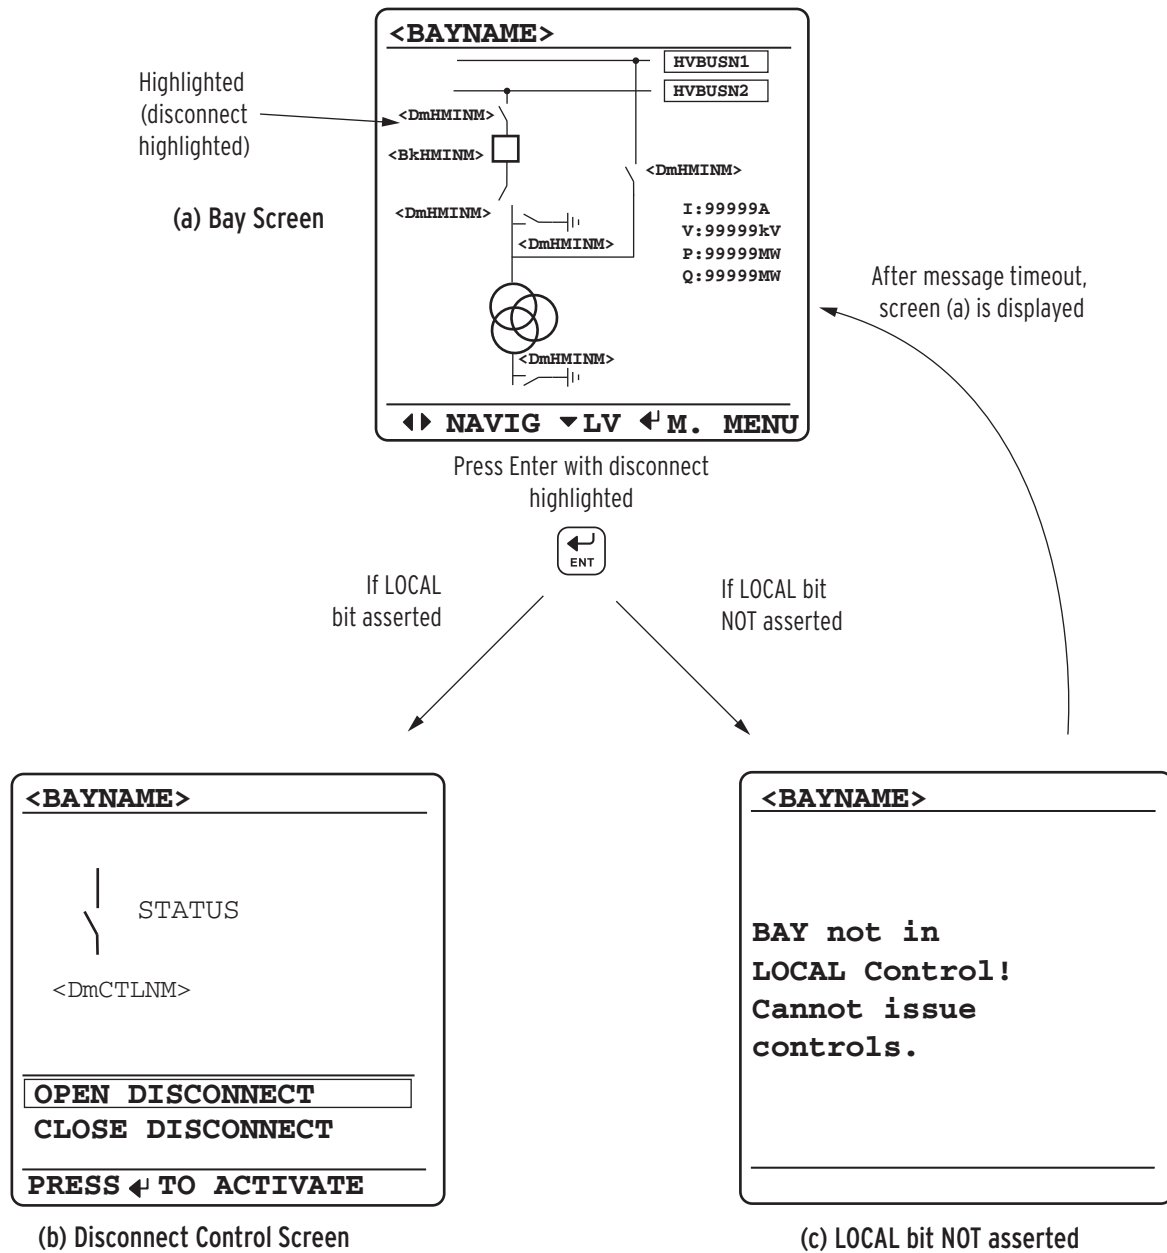 <BAYNAME>
HVBUSN1
HVBUSN2
Highlighted
(disconnect
highlighted)
<DmHMINM>
<BkHMINM>
<DmHMINM>
(a) Bay Screen
<DmHMINM>
I:99999A
V:99999kV
<DmHMINM>
P:99999MW
Q:99999MW
After message timeout,
screen (a) is displayed
<DmHMINM>
NAVIG LV M. MENU
Press Enter with disconnect
highlighted
ENT
If LOCAL
bit asserted
If LOCAL bit
NOT asserted
<BAYNAME>
STATUS
<DmCTLNM>
OPEN DISCONNECT
CLOSE DISCONNECT
PRESS TO ACTIVATE
(b) Disconnect Control Screen
<BAYNAME>
BAY not in
LOCAL Control!
Cannot issue
controls.
(c) LOCAL bit NOT asserted